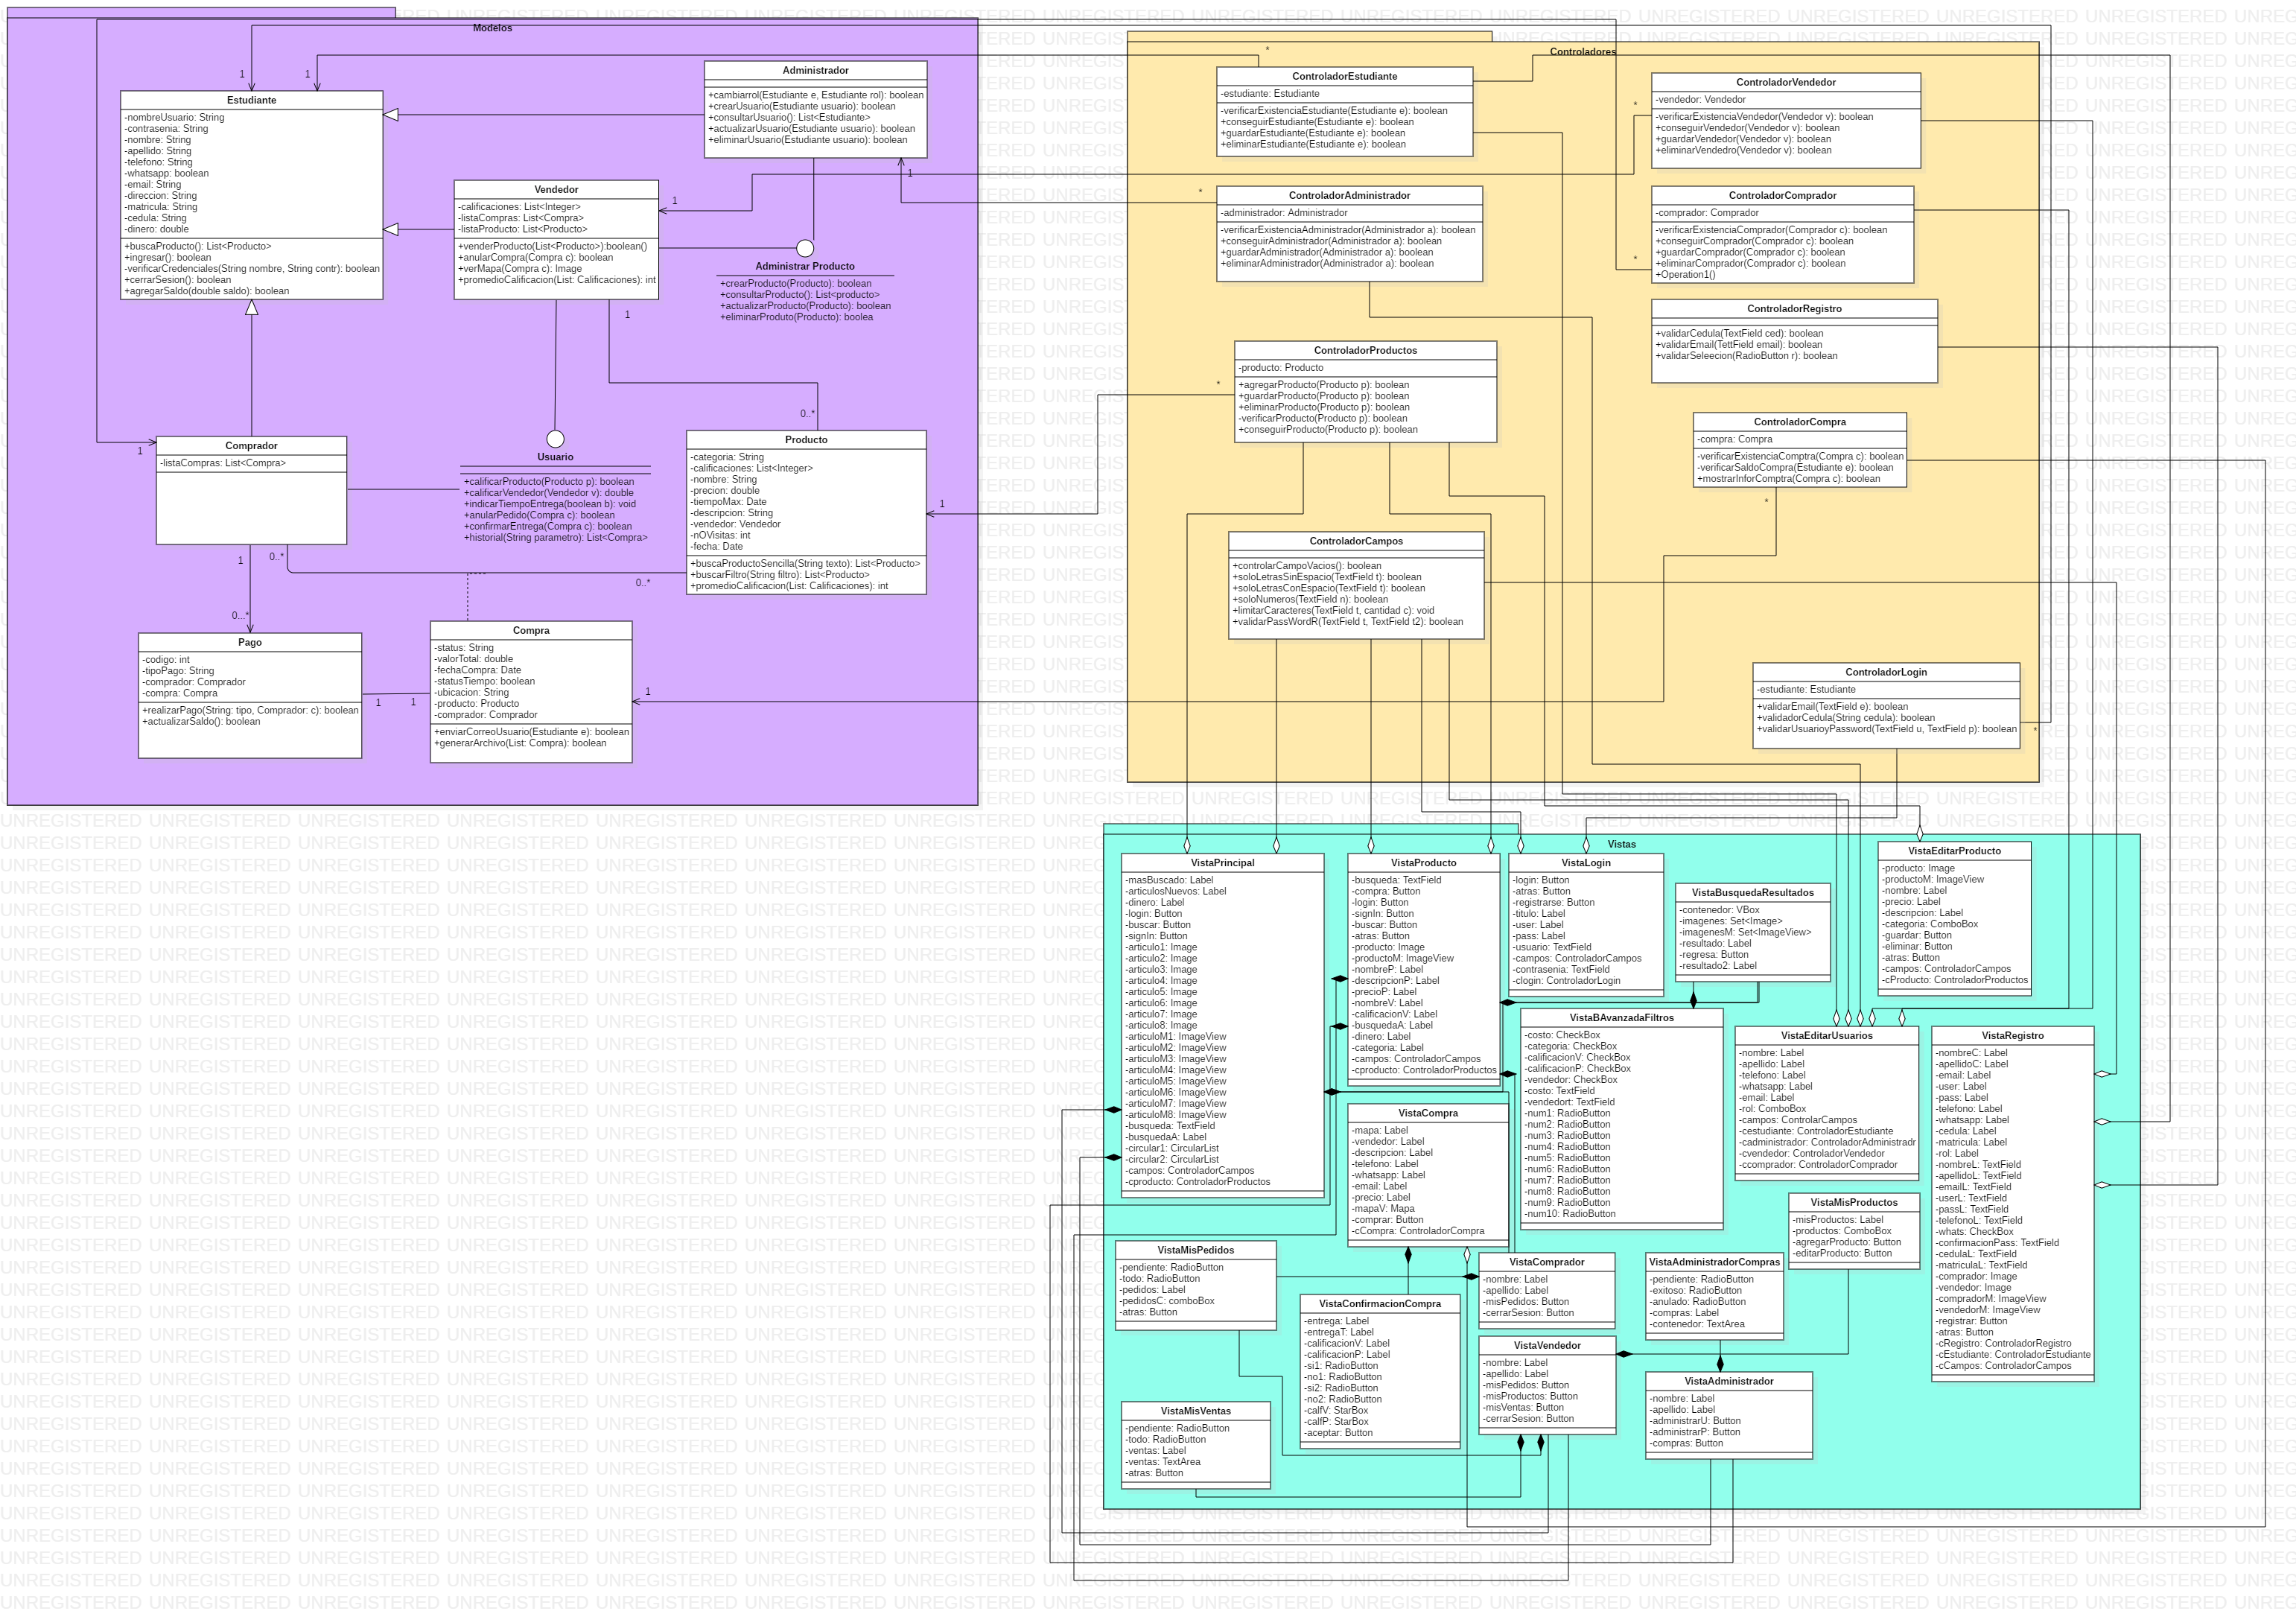 Modelos
Estudiante
-nombreUsuario: String
-contrasenia: String
-nombre: String
-apellido: String
-telefono: String
-whatsapp: boolean
-email: String
-direccion: String
-matricula: String
-cedula: String
-dinero: double
+buscaProducto(): List<Producto>
+ingresar(): boolean
-verificarCredenciales(String nombre, String contr): boolean
+cerrarSesion(): boolean
+agregarSaldo(double saldo): boolean
1
1
Administrador
+cambiarrol(Estudiante e, Estudiante rol): boolean
+crearUsuario(Estudiante usuario): boolean
+consultarUsuario(): List<Estudiante>
+actualizarUsuario(Estudiante usuario): boolean
+eliminarUsuario(Estudiante usuario): boolean
1
Vendedor
-calificaciones: List<Integer>
-listaCompras: List<Compra>
-listaProducto: List<Producto>
+venderProducto(List<Producto>):boolean()
+anularCompra(Compra c): boolean
+verMapa(Compra c): Image
+promedioCalificacion(List: Calificaciones): int
1
1
Administrar Producto
+crearProducto(Producto): boolean
+consultarProducto(): List<producto>
+actualizarProducto(Producto): boolean
+eliminarProduto(Producto): boolea
Comprador
-listaCompras: List<Compra>
1
1
0..*
Usuario
+calificarProducto(Producto p): boolean
+calificarVendedor(Vendedor v): double
+indicarTiempoEntrega(boolean b): void
+anularPedido(Compra c): boolean
+confirmarEntrega(Compra c): boolean
+historial(String parametro): List<Compra>
0..*
Producto
-categoria: String
-calificaciones: List<Integer>
-nombre: String
-precion: double
-tiempoMax: Date
-descripcion: String
-vendedor: Vendedor
-nOVisitas: int
-fecha: Date
+buscaProductoSencilla(String texto): List<Producto>
+buscarFiltro(String filtro): List<Producto>
+promedioCalificacion(List: Calificaciones): int
1
0..*
0...*
Pago
-codigo: int
-tipoPago: String
-comprador: Comprador
-compra: Compra
+realizarPago(String: tipo, Comprador: c): boolean
+actualizarSaldo(): boolean
1
1
Compra
-status: String
-valorTotal: double
-fechaCompra: Date
-statusTiempo: boolean
-ubicacion: String
-producto: Producto
-comprador: Comprador
+enviarCorreoUsuario(Estudiante e): boolean
+generarArchivo(List: Compra): boolean
1
Controladores
*
ControladorEstudiante
-estudiante: Estudiante
-verificarExistenciaEstudiante(Estudiante e): boolean
+conseguirEstudiante(Estudiante e): boolean
+guardarEstudiante(Estudiante e): boolean
+eliminarEstudiante(Estudiante e): boolean
*
ControladorVendedor
-vendedor: Vendedor
-verificarExistenciaVendedor(Vendedor v): boolean
+conseguirVendedor(Vendedor v): boolean
+guardarVendedor(Vendedor v): boolean
+eliminarVendedro(Vendedor v): boolean
*
ControladorAdministrador
-administrador: Administrador
-verificarExistenciaAdministrador(Administrador a): boolean
+conseguirAdministrador(Administrador a): boolean
+guardarAdministrador(Administrador a): boolean
+eliminarAdministrador(Administrador a): boolean
*
ControladorComprador
-comprador: Comprador
-verificarExistenciaComprador(Comprador c): boolean
+conseguirComprador(Comprador c): boolean
+guardarComprador(Comprador c): boolean
+eliminarComprador(Comprador c): boolean
+Operation1()
ControladorRegistro
+validarCedula(TextField ced): boolean
+validarEmail(TettField email): boolean
+validarSeleecion(RadioButton r): boolean
*
ControladorProductos
-producto: Producto
+agregarProducto(Producto p): boolean
+guardarProducto(Producto p): boolean
+eliminarProducto(Producto p): boolean
-verificarProducto(Producto p): boolean
+conseguirProducto(Producto p): boolean
ControladorCompra
-compra: Compra
-verificarExistenciaComptra(Compra c): boolean
-verificarSaldoCompra(Estudiante e): boolean
+mostrarInforComptra(Compra c): boolean
*
ControladorCampos
+controlarCampoVacios(): boolean
+soloLetrasSinEspacio(TextField t): boolean
+soloLetrasConEspacio(TextField t): boolean
+soloNumeros(TextField n): boolean
+limitarCaracteres(TextField t, cantidad c): void
+validarPassWordR(TextField t, TextField t2): boolean
ControladorLogin
-estudiante: Estudiante
+validarEmail(TextField e): boolean
+validadorCedula(String cedula): boolean
+validarUsuarioyPassword(TextField u, TextField p): boolean
*
Vistas
VistaPrincipal
-masBuscado: Label
-articulosNuevos: Label
-dinero: Label
-login: Button
-buscar: Button
-signIn: Button
-articulo1: Image
-articulo2: Image
-articulo3: Image
-articulo4: Image
-articulo5: Image
-articulo6: Image
-articulo7: Image
-articulo8: Image
-articuloM1: ImageView
-articuloM2: ImageView
-articuloM3: ImageView
-articuloM4: ImageView
-articuloM5: ImageView
-articuloM6: ImageView
-articuloM7: ImageView
-articuloM8: ImageView
-busqueda: TextField
-busquedaA: Label
-circular1: CircularList
-circular2: CircularList
-campos: ControladorCampos
-cproducto: ControladorProductos
VistaProducto
-busqueda: TextField
-compra: Button
-login: Button
-signIn: Button
-buscar: Button
-atras: Button
-producto: Image
-productoM: ImageView
-nombreP: Label
-descripcionP: Label
-precioP: Label
-nombreV: Label
-calificacionV: Label
-busquedaA: Label
-dinero: Label
-categoria: Label
-campos: ControladorCampos
-cproducto: ControladorProductos
VistaLogin
-login: Button
-atras: Button
-registrarse: Button
-titulo: Label
-user: Label
-pass: Label
-usuario: TextField
-campos: ControladorCampos
-contrasenia: TextField
-clogin: ControladorLogin
VistaBusquedaResultados
-contenedor: VBox
-imagenes: Set<Image>
-imagenesM: Set<ImageView>
-resultado: Label
-regresa: Button
-resultado2: Label
VistaEditarProducto
-producto: Image
-productoM: ImageView
-nombre: Label
-precio: Label
-descripcion: Label
-categoria: ComboBox
-guardar: Button
-eliminar: Button
-atras: Button
-campos: ControladorCampos
-cProducto: ControladorProductos
VistaBAvanzadaFiltros
-costo: CheckBox
-categoria: CheckBox
-calificacionV: CheckBox
-calificacionP: CheckBox
-vendedor: CheckBox
-costo: TextField
-vendedort: TextField
-num1: RadioButton
-num2: RadioButton
-num3: RadioButton
-num4: RadioButton
-num5: RadioButton
-num6: RadioButton
-num7: RadioButton
-num8: RadioButton
-num9: RadioButton
-num10: RadioButton
VistaEditarUsuarios
-nombre: Label
-apellido: Label
-telefono: Label
-whatsapp: Label
-email: Label
-rol: ComboBox
-campos: ControlarCampos
-cestudiante: ControladorEstudiante
-cadministrador: ControladorAdministradr
-cvendedor: ControladorVendedor
-ccomprador: ControladorComprador
VistaRegistro
-nombreC: Label
-apellidoC: Label
-email: Label
-user: Label
-pass: Label
-telefono: Label
-whatsapp: Label
-cedula: Label
-matricula: Label
-rol: Label
-nombreL: TextField
-apellidoL: TextField
-emailL: TextField
-userL: TextField
-passL: TextField
-telefonoL: TextField
-whats: CheckBox
-confirmacionPass: TextField
-cedulaL: TextField
-matriculaL: TextField
-comprador: Image
-vendedor: Image
-compradorM: ImageView
-vendedorM: ImageView
-registrar: Button
-atras: Button
-cRegistro: ControladorRegistro
-cEstudiante: ControladorEstudiante
-cCampos: ControladorCampos
VistaCompra
-mapa: Label
-vendedor: Label
-descripcion: Label
-telefono: Label
-whatsapp: Label
-email: Label
-precio: Label
-mapaV: Mapa
-comprar: Button
-cCompra: ControladorCompra
VistaMisProductos
-misProductos: Label
-productos: ComboBox
-agregarProducto: Button
-editarProducto: Button
VistaMisPedidos
-pendiente: RadioButton
-todo: RadioButton
-pedidos: Label
-pedidosC: comboBox
-atras: Button
VistaComprador
-nombre: Label
-apellido: Label
-misPedidos: Button
-cerrarSesion: Button
VistaAdministradorCompras
-pendiente: RadioButton
-exitoso: RadioButton
-anulado: RadioButton
-compras: Label
-contenedor: TextArea
VistaConfirmacionCompra
-entrega: Label
-entregaT: Label
-calificacionV: Label
-calificacionP: Label
-si1: RadioButton
-no1: RadioButton
-si2: RadioButton
-no2: RadioButton
-calfV: StarBox
-calfP: StarBox
-aceptar: Button
VistaVendedor
-nombre: Label
-apellido: Label
-misPedidos: Button
-misProductos: Button
-misVentas: Button
-cerrarSesion: Button
VistaAdministrador
-nombre: Label
-apellido: Label
-administrarU: Button
-administrarP: Button
-compras: Button
VistaMisVentas
-pendiente: RadioButton
-todo: RadioButton
-ventas: Label
-ventas: TextArea
-atras: Button